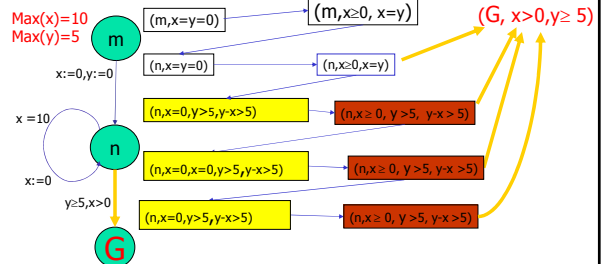 Max(x)=10
Max(y)=5
m
(m,x=y=0)
(m,x≥0, x=y)
(G, x>0,y≥ 5)
x:=0,y:=0
(n,x=y=0)
(n,x≥0,x=y)
x =10
(n,x=0,y>5,y-x>5)
(n,x≥ 0, y >5, y-x > 5)
n
(n,x=0,x=0,y>5,y-x>5)
(n,x≥ 0, y >5, y-x >5)
x:=0
y≥5,x>0
(n,x=0,y>5,y-x>5)
(n,x≥ 0, y >5, y-x >5)
G